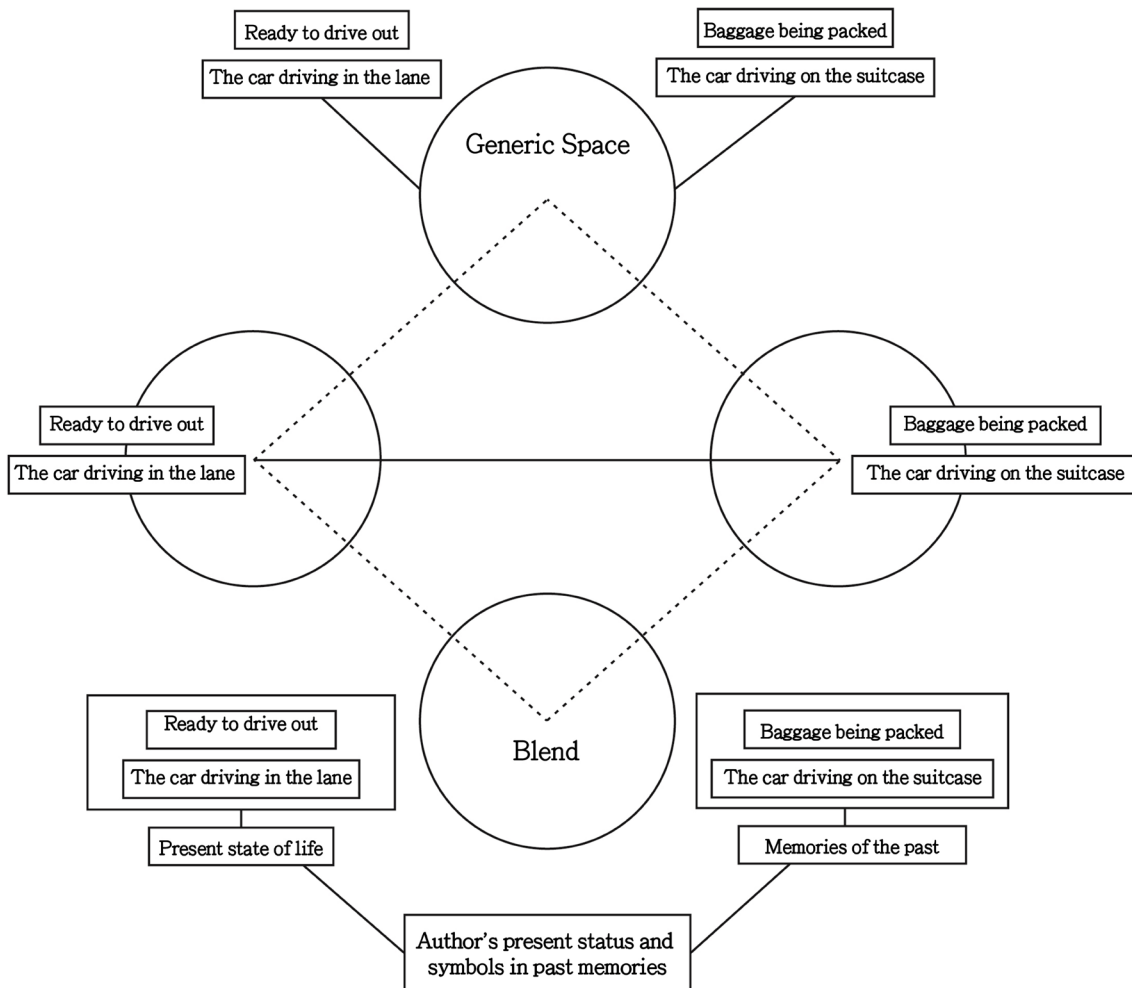 Ready to drive out
The car driving in the lane
Baggage being packed
The car driving on the suitcase
Generic Space
Ready to drive out
The car driving in the lane
Baggage being packed
The car driving on the suitcase
Blend
Ready to drive out
The car driving in the lane
Present state of life
Baggage being packed
The car driving on the suitcase
Memories of the past
Author's present status and
symbols in past memories